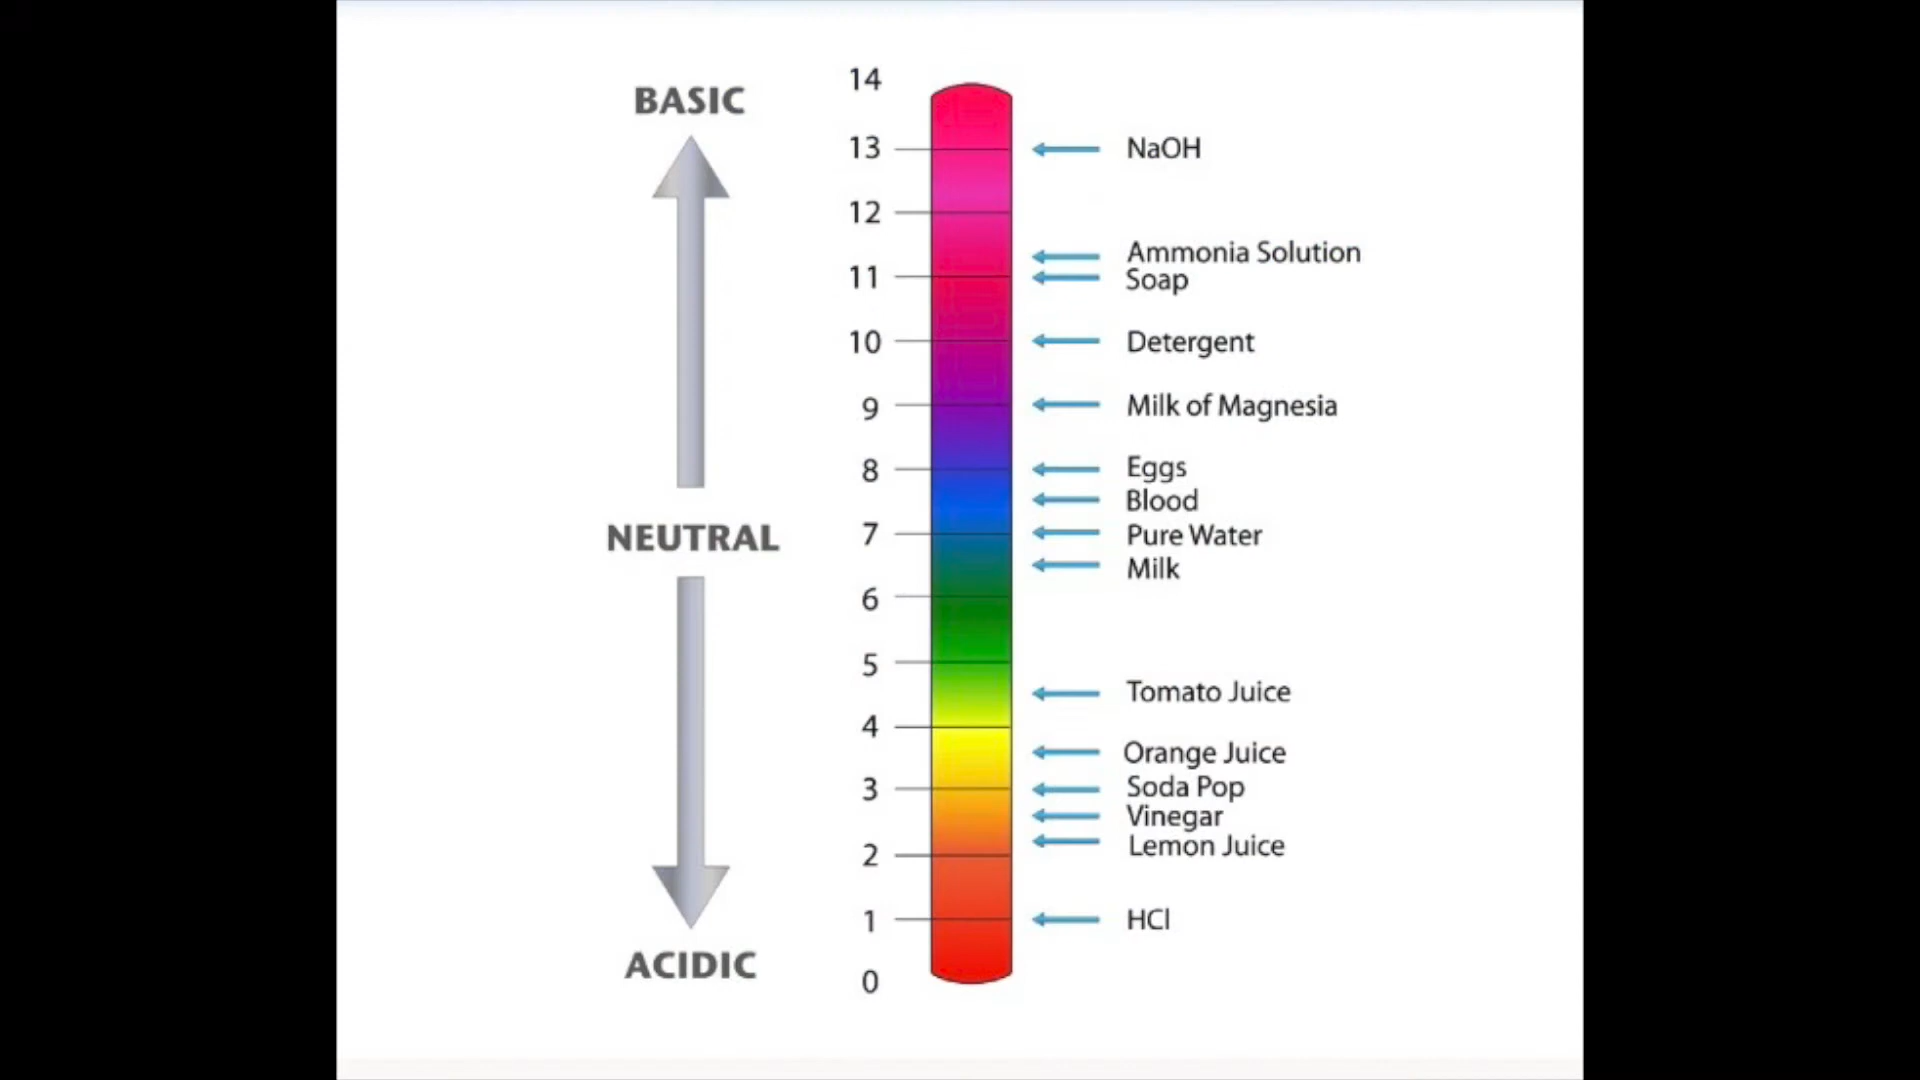 BASIC
NEUTRAL
ACIDIC
14
13 NaOH
12
Ammonia Solution
11 Soap
10 Detergent
9 Milk of Magnesia
8 Eggs
Blood
7 Pure Water
Milk
6
5
Tomato Juice
4
Orange Juice
3 Soda Pop
Vinegar
Lemon Juice
2
1 HCl
0